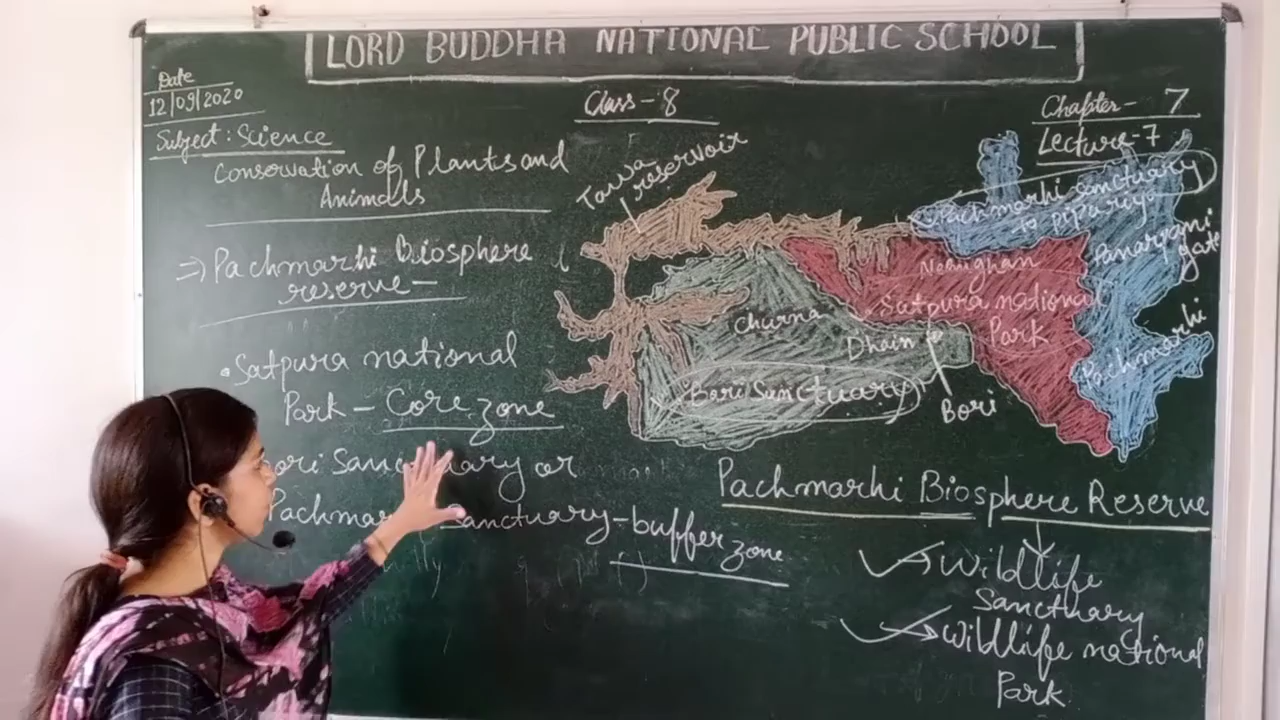 LORD BUDDHA NATIONAL PUBLIC SCHOOL
Date
12/09/2020
Class - 8
Chapter - 7
Lecture - 7
Subject : Science
Conservation of Plants and
Animals
⇒ Pachmarhi Biosphere
reserve -
• Satpura national
Park - Core zone
Bori Sanctuary or
Pachmarhi Sanctuary - buffer zone
Tawa
reservoir
Pachmarhi sanctuary
to pipariya
Panarpani
gate
Pachmarhi
Satpura national
Park
Churna
Dhain
Bori Sanctuary
Bori
Pachmarhi Biosphere Reserve
Wildlife
Sanctuary
Wildlife national
Park